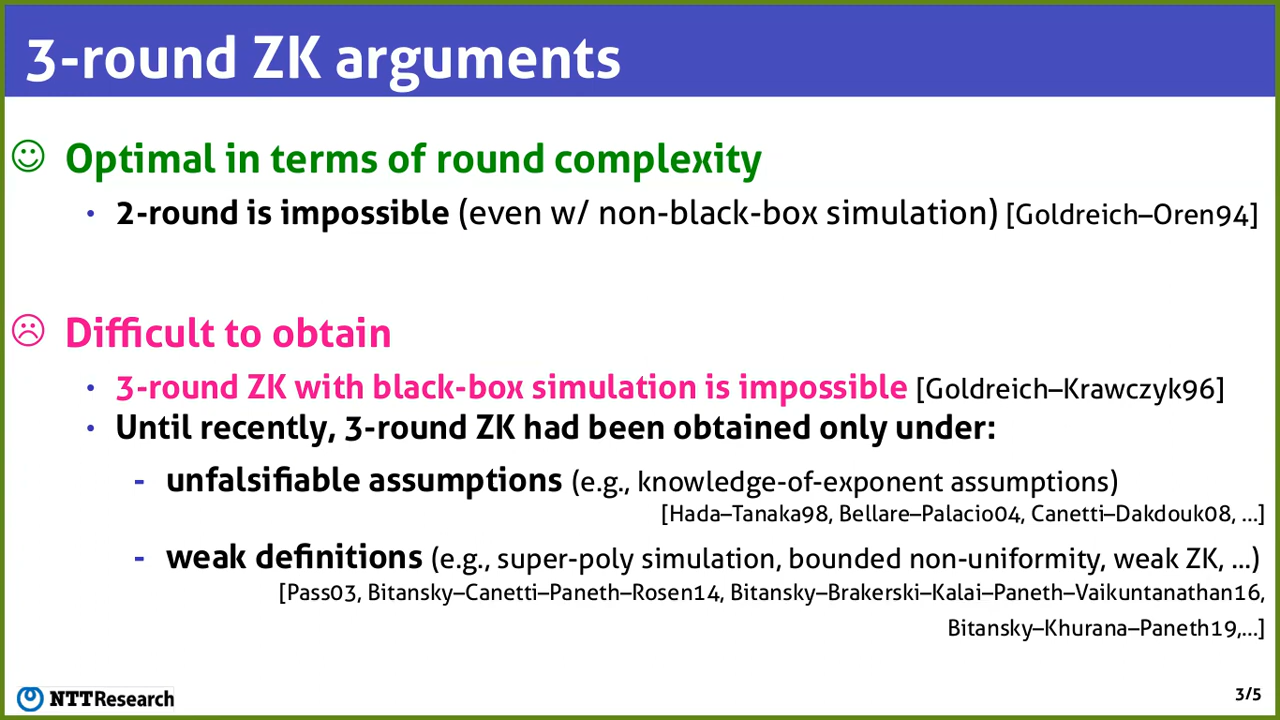 3-round ZK arguments
Optimal in terms of round complexity
• 2-round is impossible (even w/ non-black-box simulation) [Goldreich–Oren94]
Difficult to obtain
• 3-round ZK with black-box simulation is impossible [Goldreich–Krawczyk96]
• Until recently, 3-round ZK had been obtained only under:
- unfalsifiable assumptions (e.g., knowledge-of-exponent assumptions)
[Hada–Tanaka98, Bellare–Palacio04, Canetti–Dakdouk08, ...]
- weak definitions (e.g., super-poly simulation, bounded non-uniformity, weak ZK, ...)
[Pass03, Bitansky–Canetti–Paneth–Rosen14, Bitansky–Brakerski–Kalai–Paneth–Vaikuntanathan16,
Bitansky–Khurana–Paneth19,...]
NTTResearch
3/5